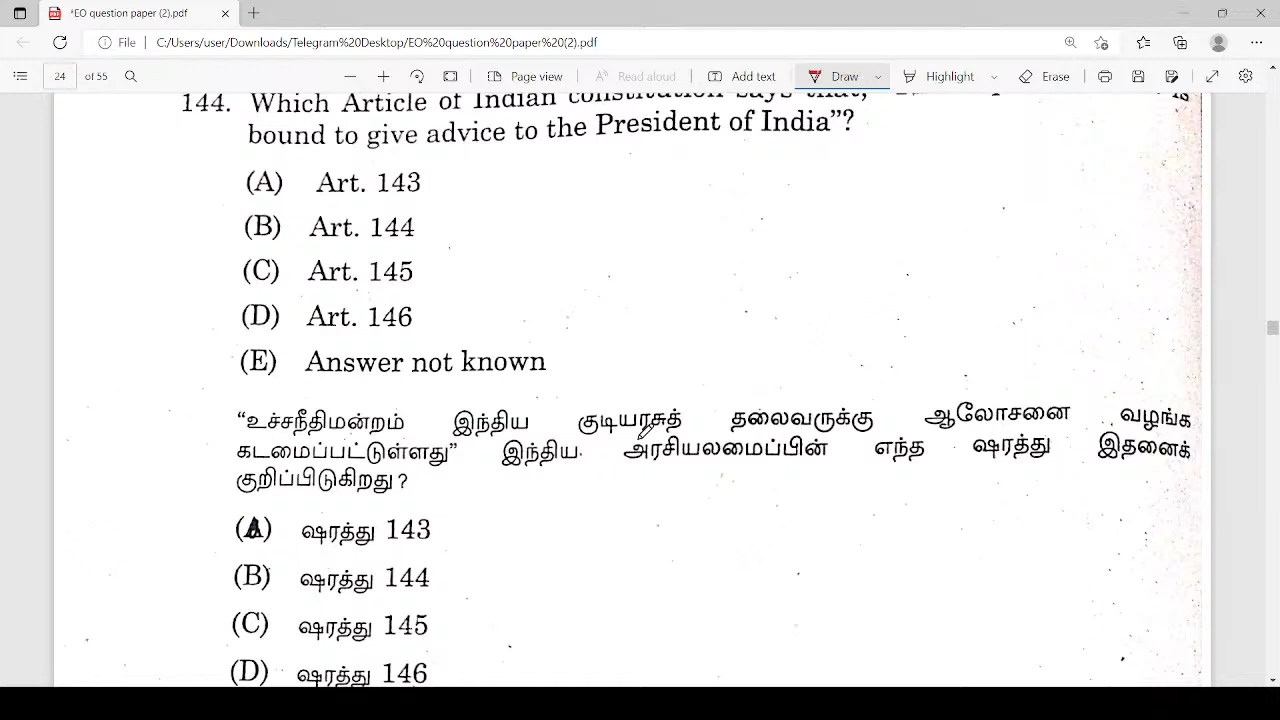 *EO question paper (2).pdf
File C:/Users/user/Downloads/Telegram%20Desktop/EO%20question%20paper%20(2).pdf
24 of 55 Page view Read aloud Add text Draw Highlight Erase
144. Which Article of Indian constitution says that,
bound to give advice to the President of India”?
(A) Art. 143
(B) Art. 144
(C) Art. 145
(D) Art. 146
(E) Answer not known
“உச்சநீதிமன்றம் இந்திய குடியரசுத் தலைவருக்கு ஆலோசனை வழங்க
கடமைப்பட்டுள்ளது” இந்திய அரசியலமைப்பின் எந்த ஷரத்து இதனைக்
குறிப்பிடுகிறது?
(A) ஷரத்து 143
(B) ஷரத்து 144
(C) ஷரத்து 145
(D) ஷரத்து 146